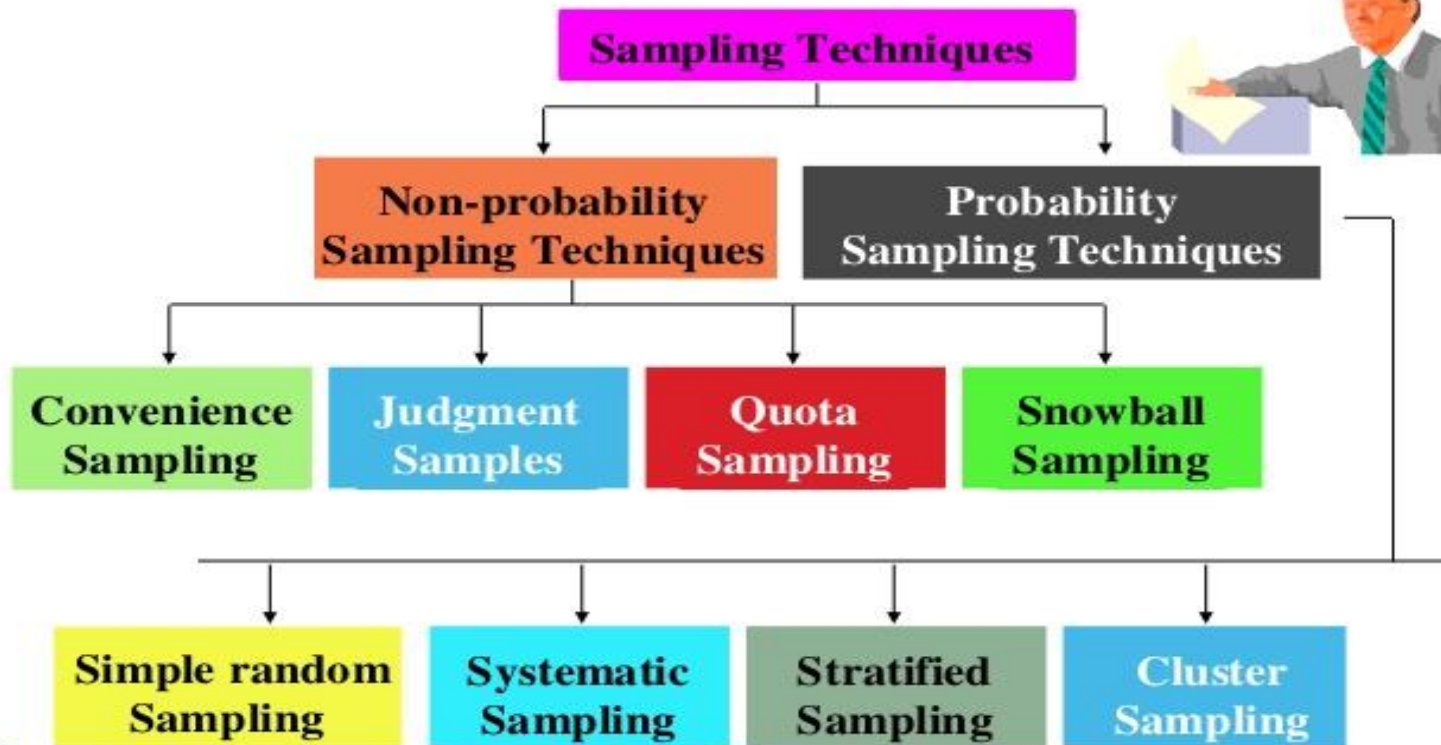 Sampling Techniques
Non-probability
Sampling Techniques
Probability
Sampling Techniques
Convenience
Sampling
Judgment
Samples
Quota
Sampling
Snowball
Sampling
Simple random
Sampling
Systematic
Sampling
Stratified
Sampling
Cluster
Sampling